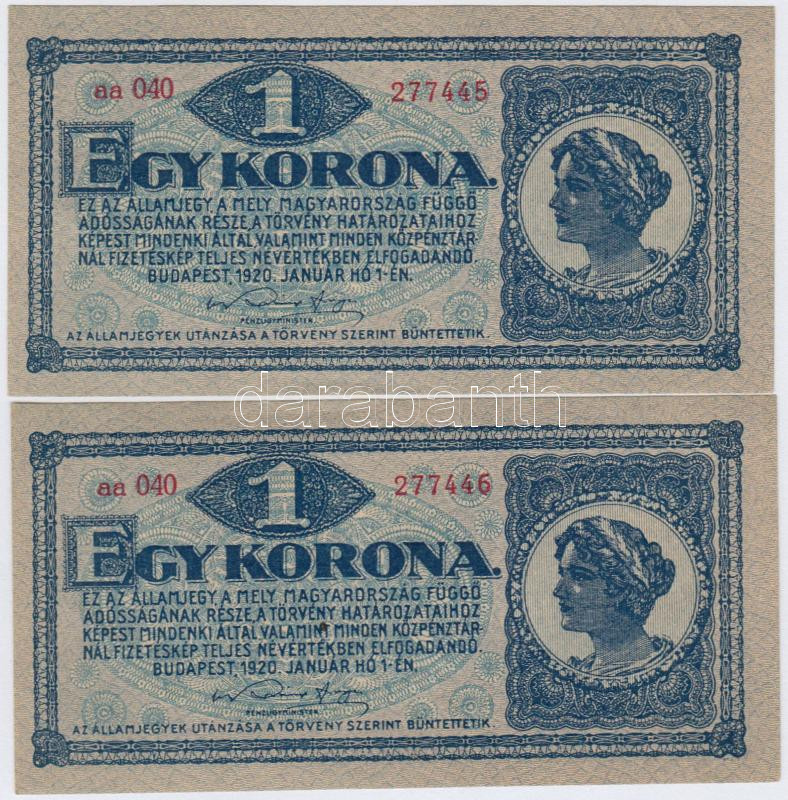 aa 040 1 277445
EGY KORONA.
EZ AZ ÁLLAMJEGY, A MELY MAGYARORSZÁG FÜGGŐ
ADÓSSÁGÁNAK RÉSZE, A TÖRVÉNY HATÁROZATAIHOZ
KÉPEST MINDENKI ÁLTAL VALAMINT MINDEN KÖZPÉNZTÁR-
NÁL FIZETÉSKÉP TELJES NÉVÉRTÉKBEN ELFOGADANDÓ.
BUDAPEST, 1920. JANUÁR HÓ 1-ÉN.
PÉNZÜGYMINISTER.
AZ ÁLLAMJEGYEK UTÁNZÁSA A TÖRVÉNY SZERINT BÜNTETTETIK.
darabanth
aa 040 1 277446
EGY KORONA.
EZ AZ ÁLLAMJEGY, A MELY MAGYARORSZÁG FÜGGŐ
ADÓSSÁGÁNAK RÉSZE, A TÖRVÉNY HATÁROZATAIHOZ
KÉPEST MINDENKI ÁLTAL VALAMINT MINDEN KÖZPÉNZTÁR-
NÁL FIZETÉSKÉP TELJES NÉVÉRTÉKBEN ELFOGADANDÓ.
BUDAPEST, 1920. JANUÁR HÓ 1-ÉN.
PÉNZÜGYMINISTER.
AZ ÁLLAMJEGYEK UTÁNZÁSA A TÖRVÉNY SZERINT BÜNTETTETIK.